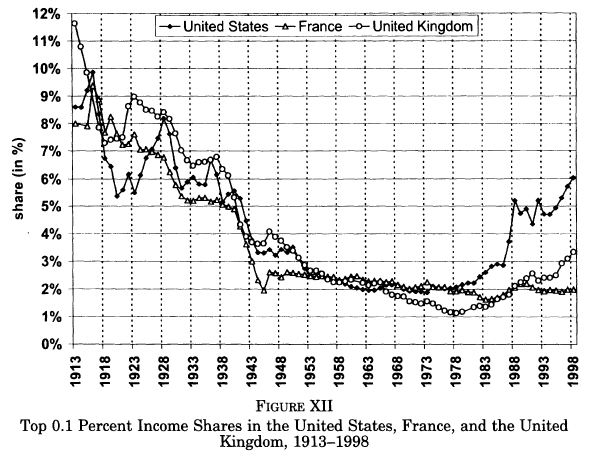 12%
United States France United Kingdom
11%
10%
9%
8%
7%
6%
5%
4%
3%
2%
1%
0%
share (in %)
1913 1918 1923 1928 1933 1938 1943 1948 1953 1958 1963 1968 1973 1978 1983 1988 1993 1998
FIGURE XII
Top 0.1 Percent Income Shares in the United States, France, and the United
Kingdom, 1913–1998